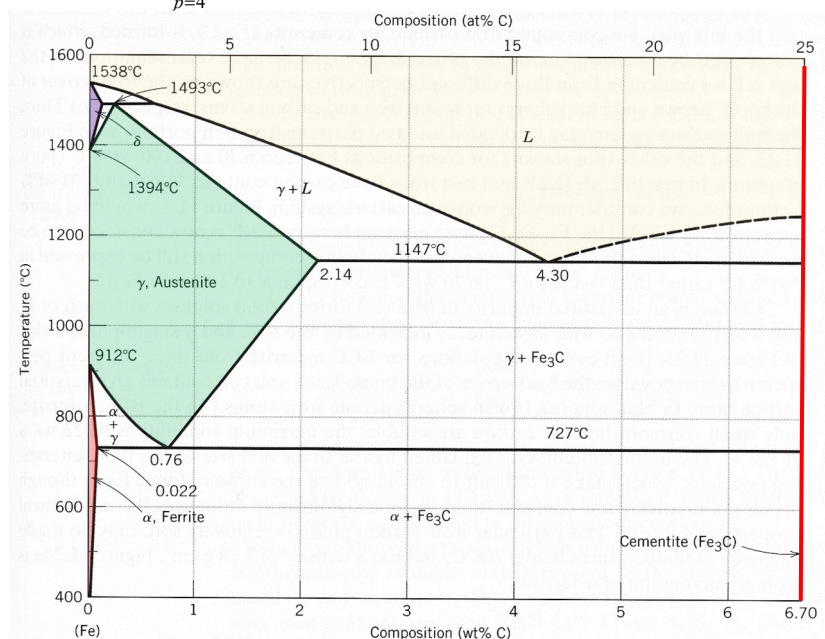 p=4
Composition (at% C)
0 5 10 15 20 25
1600
1538°C
1493°C
δ
L
1400
1394°C
γ + L
1200
1147°C
2.14
4.30
γ, Austenite
Temperature (°C)
1000
γ + Fe3C
912°C
800
α
+
γ
727°C
0.76
0.022
600
α, Ferrite
α + Fe3C
Cementite (Fe3C)
400
0 1 2 3 4 5 6 6.70
(Fe)
Composition (wt% C)